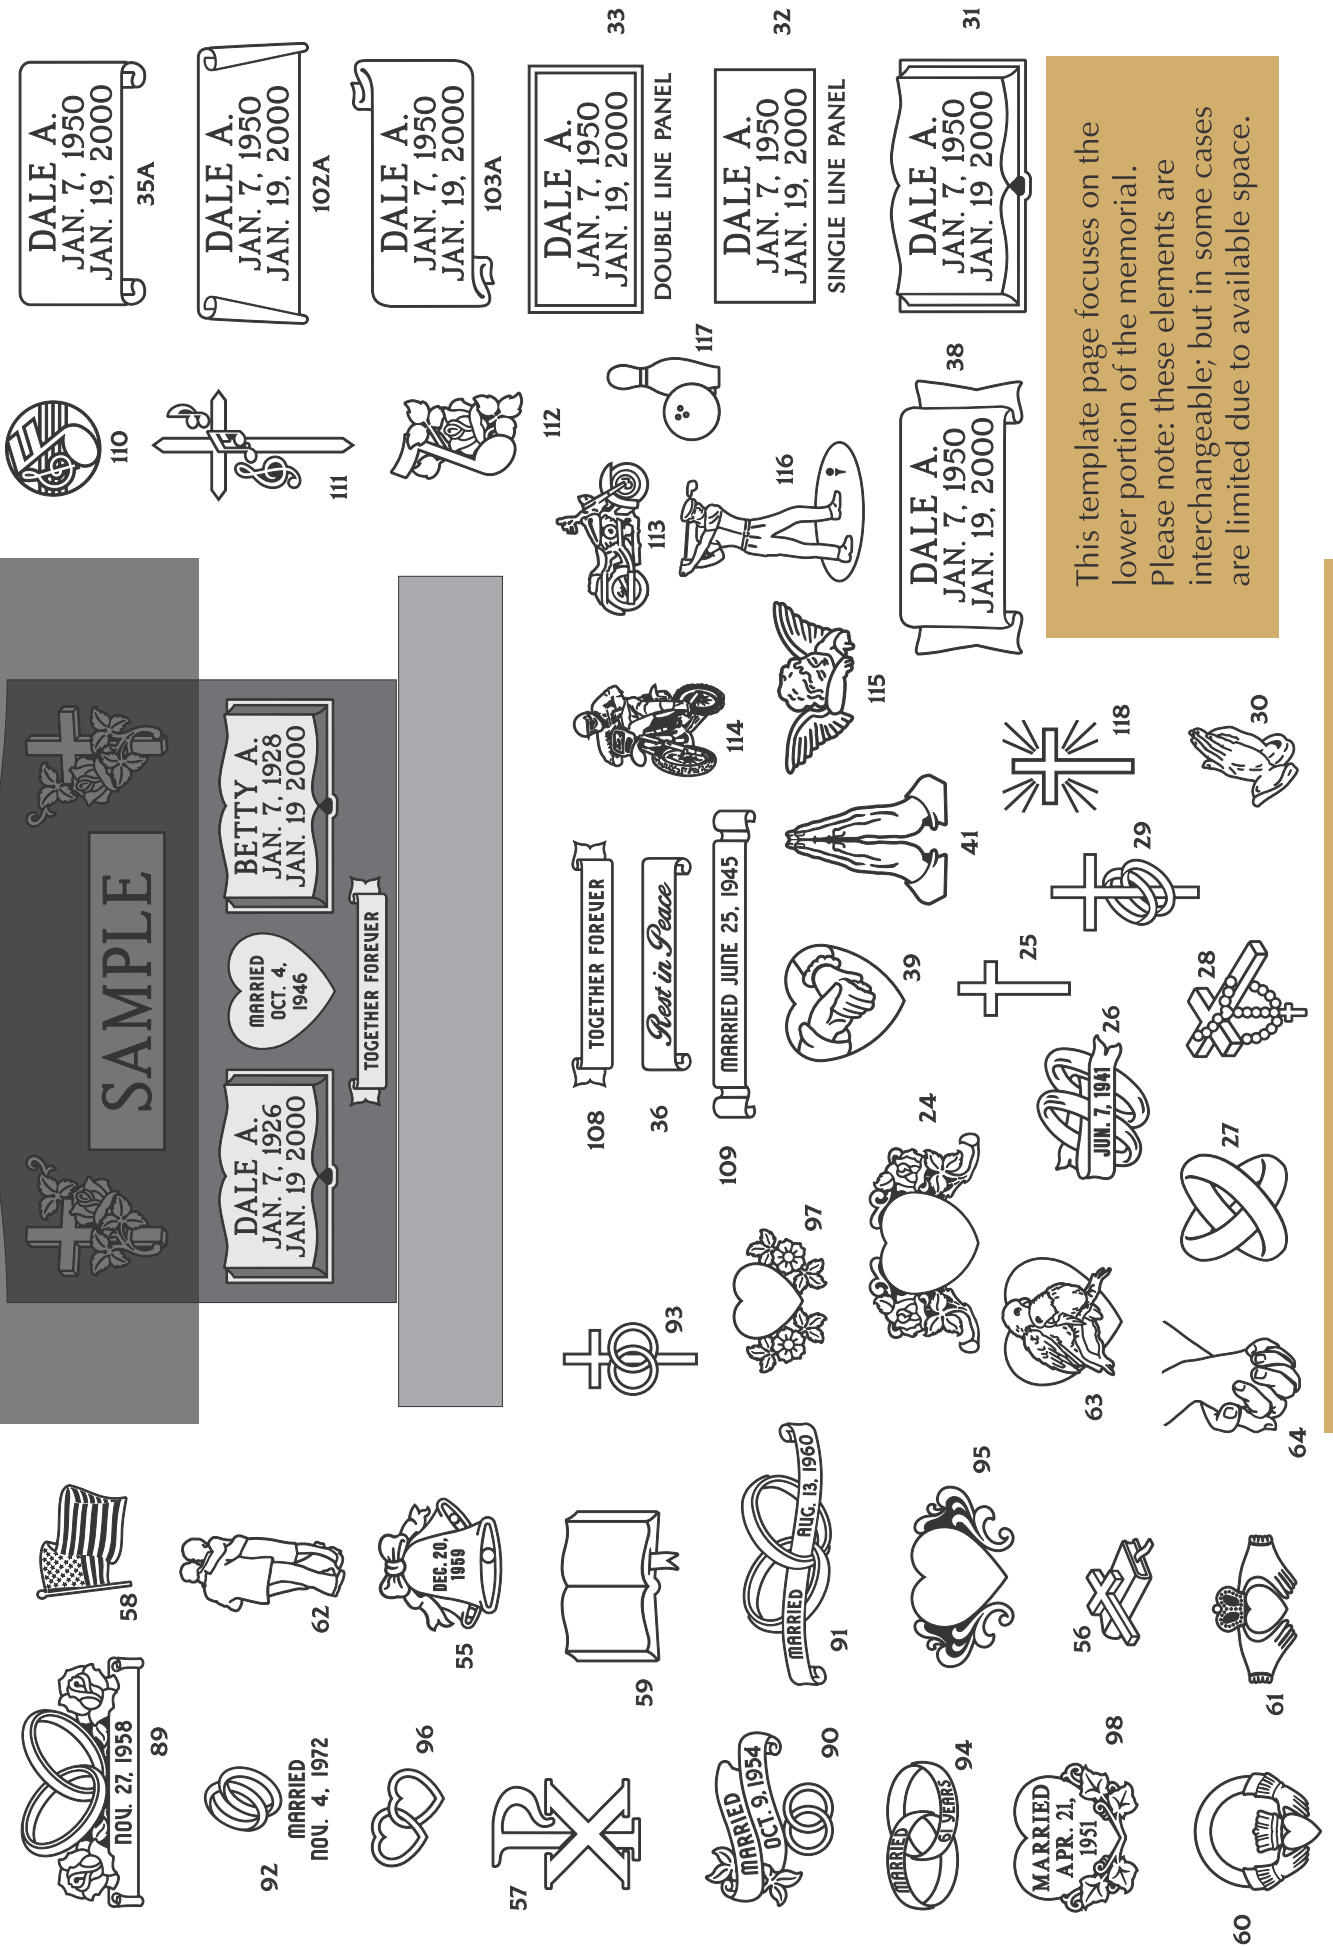 NOV. 27, 1958
89
58
92
MARRIED
NOV. 4, 1972
62
96
DEC. 20,
1959
55
57
59
MARRIED
OCT. 9, 1954
90
MARRIED AUG. 13, 1960
91
MARRIED
61 YEARS
94
95
MARRIED
APR. 21,
1951
98
56
60
61
SAMPLE
DALE A.
JAN. 7, 1926
JAN. 19 2000
MARRIED
OCT. 4,
1946
BETTY A.
JAN. 7, 1928
JAN. 19 2000
TOGETHER FOREVER
93
108
TOGETHER FOREVER
36
Rest in Peace
109
MARRIED JUNE 25, 1945
97
24
39
41
63
JUN. 7, 1941
26
25
29
118
64
27
28
30
110
111
112
113
114
115
116
117
DALE A.
JAN. 7, 1950
JAN. 19, 2000
35A
DALE A.
JAN. 7, 1950
JAN. 19, 2000
102A
DALE A.
JAN. 7, 1950
JAN. 19, 2000
103A
DALE A.
JAN. 7, 1950
JAN. 19, 2000
33
DOUBLE LINE PANEL
DALE A.
JAN. 7, 1950
JAN. 19, 2000
32
SINGLE LINE PANEL
DALE A.
JAN. 7, 1950
JAN. 19, 2000
38
DALE A.
JAN. 7, 1950
JAN. 19 2000
31
This template page focuses on the
lower portion of the memorial.
Please note: these elements are
interchangeable; but in some cases
are limited due to available space.